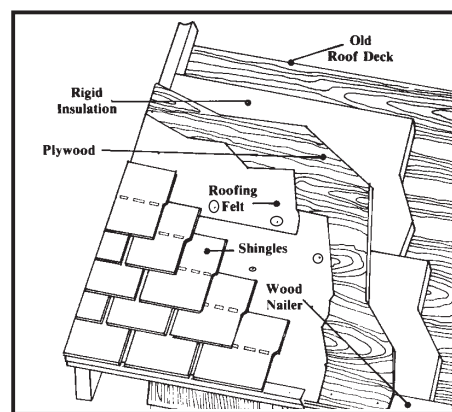 Old
Roof Deck
Rigid
Insulation
Plywood
Roofing
Felt
Shingles
Wood
Nailer